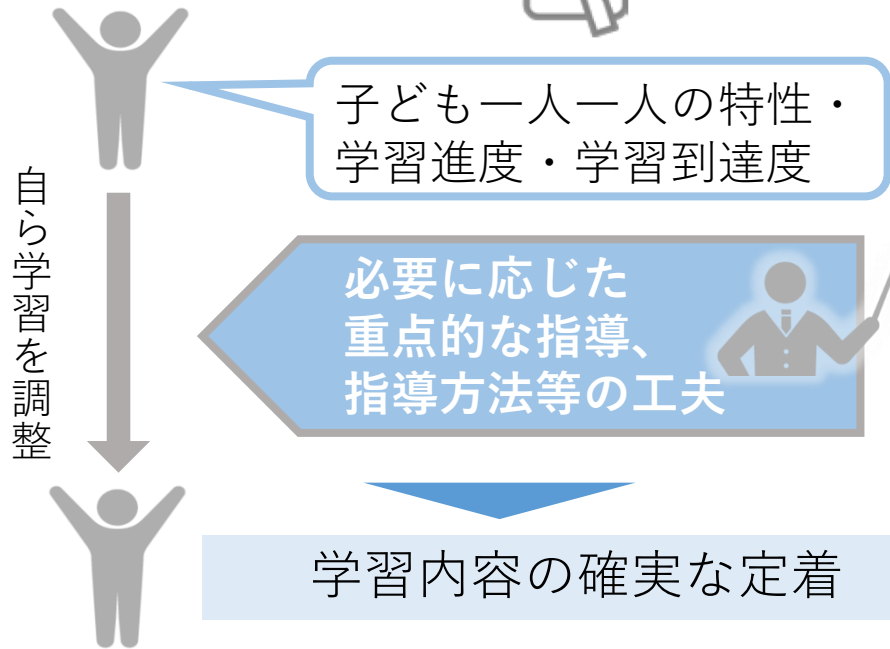 子ども一人一人の特性・
学習進度・学習到達度
自ら学習を調整
必要に応じた
重点的な指導、
指導方法等の工夫
学習内容の確実な定着